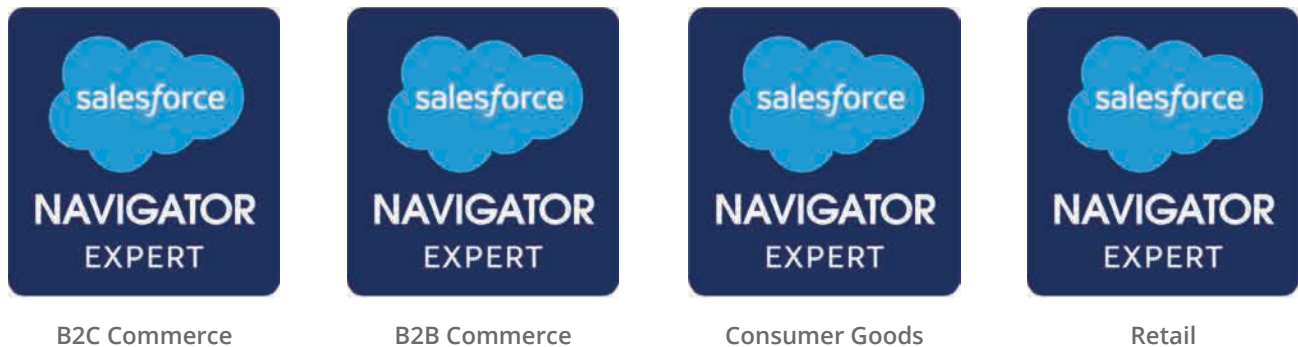 salesforce
NAVIGATOR
EXPERT
B2C Commerce
salesforce
NAVIGATOR
EXPERT
B2B Commerce
salesforce
NAVIGATOR
EXPERT
Consumer Goods
salesforce
NAVIGATOR
EXPERT
Retail